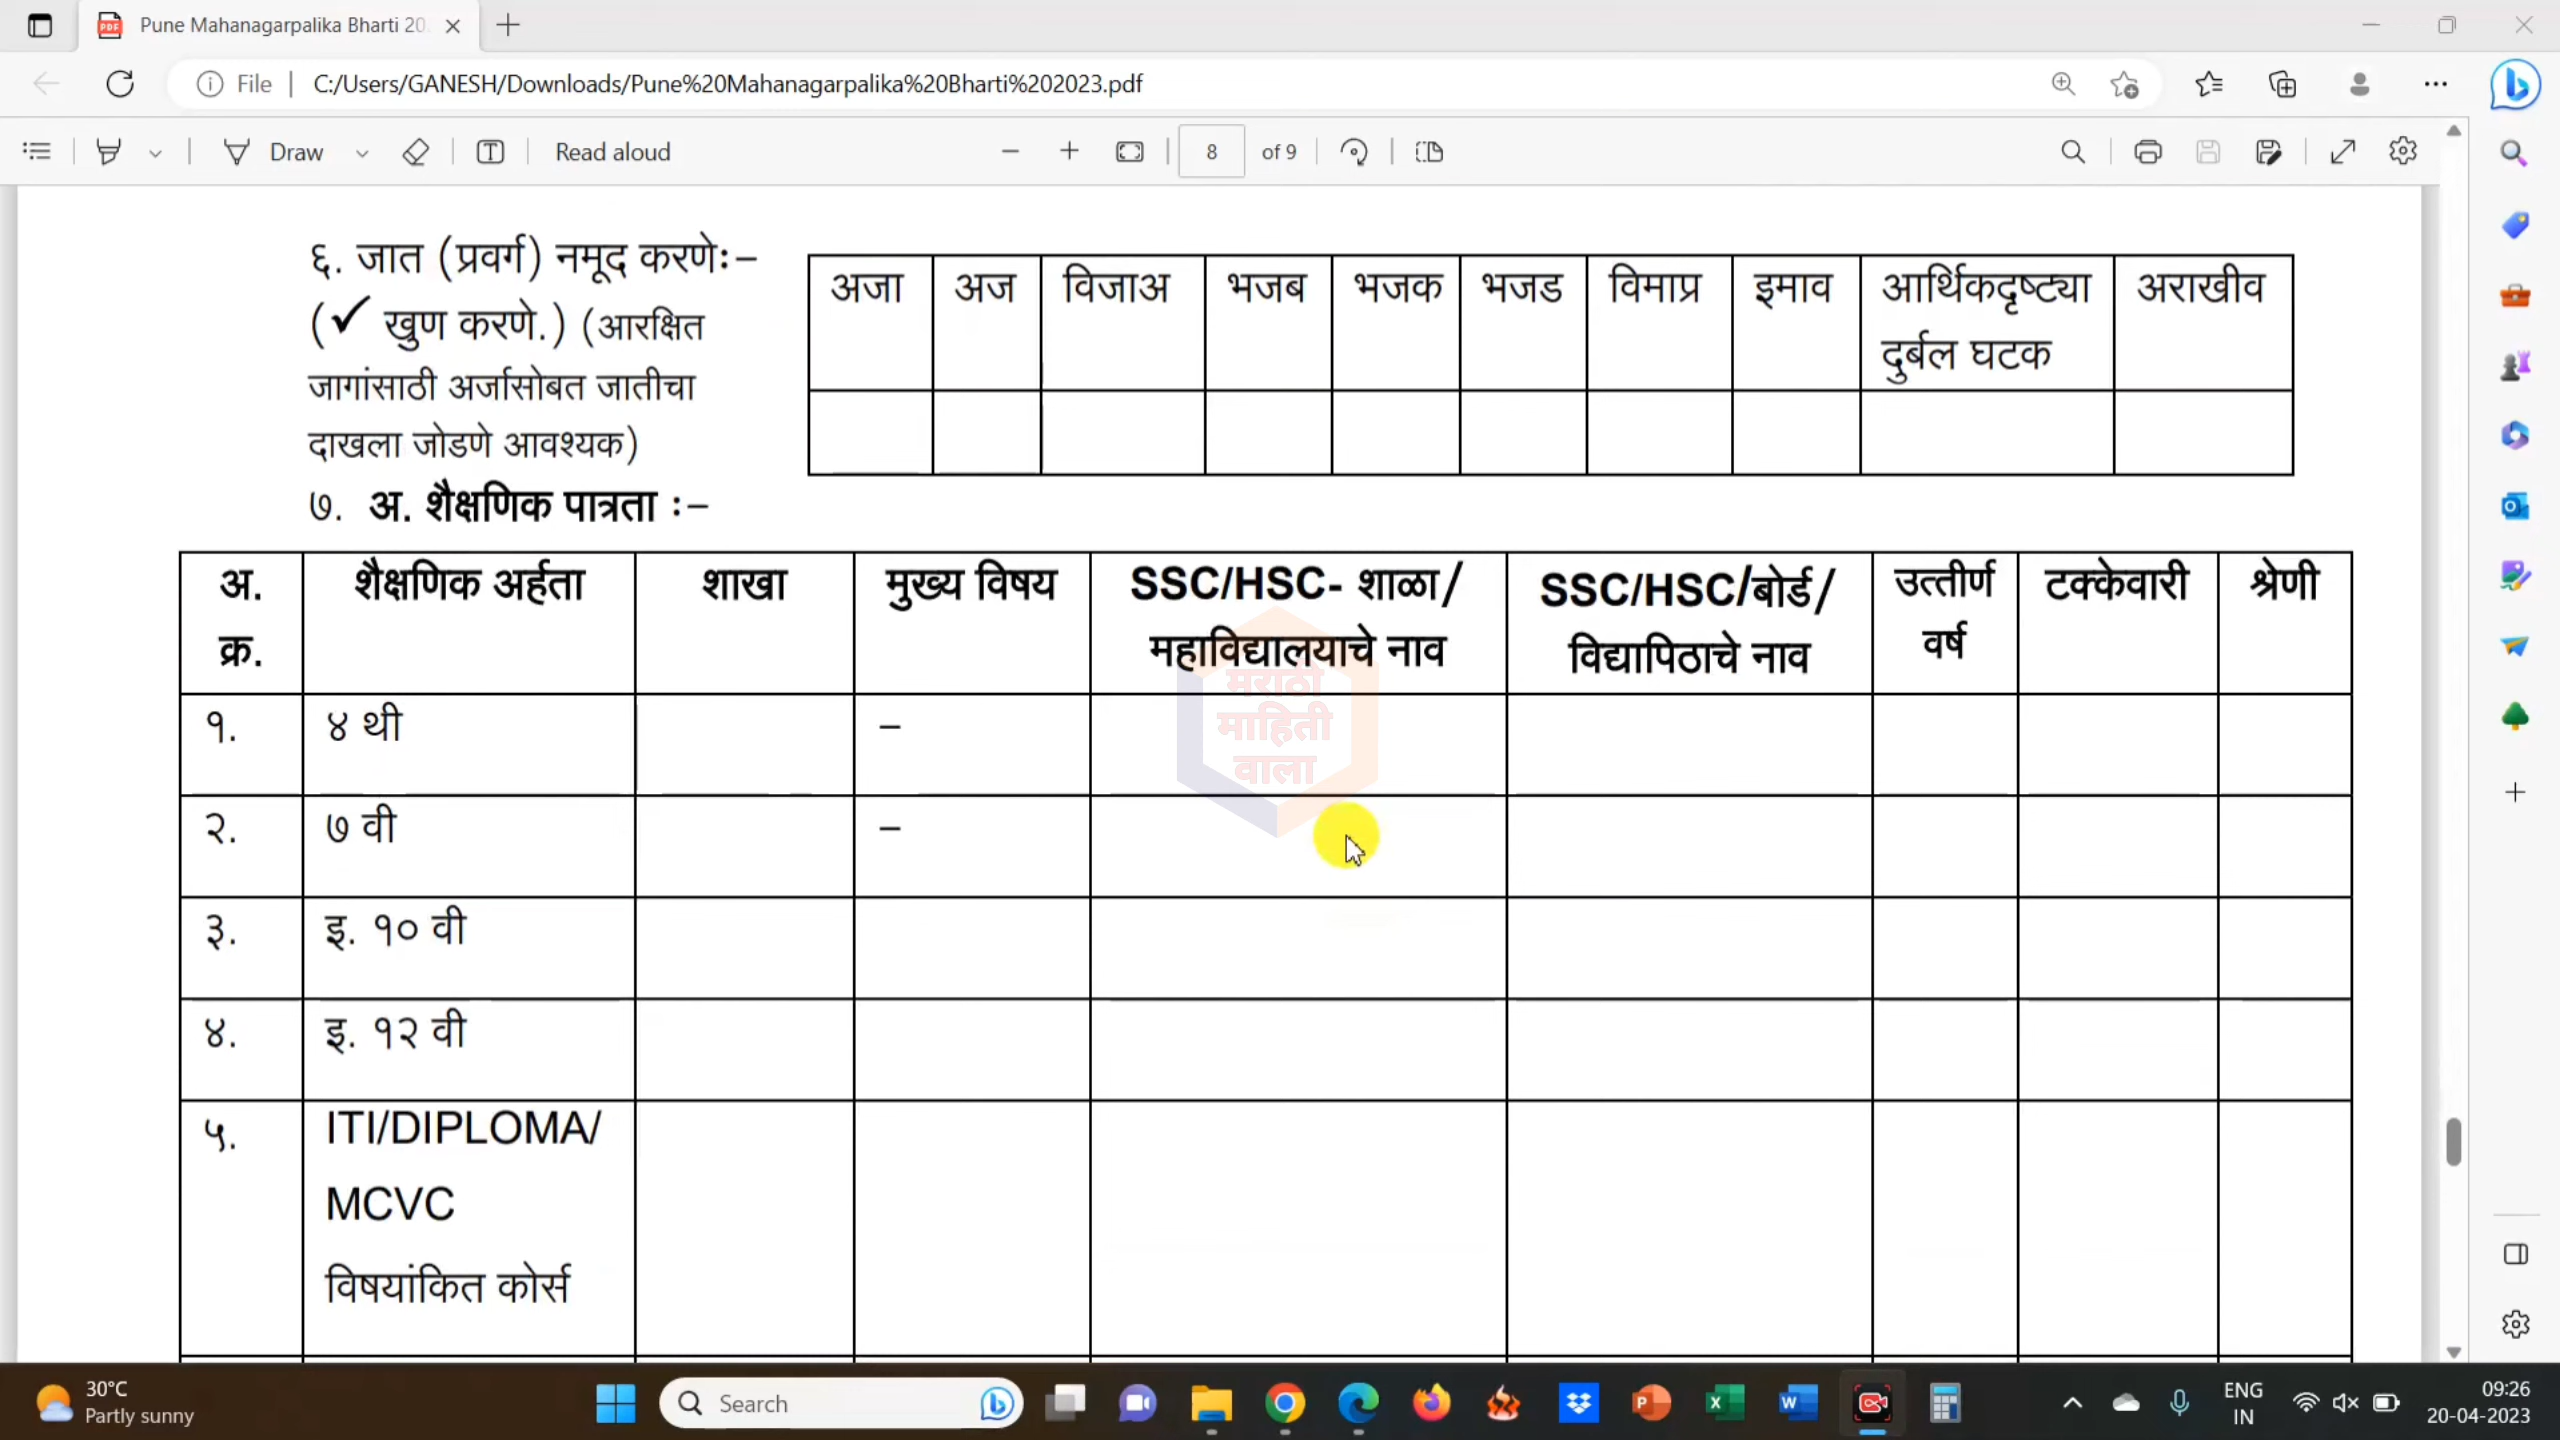 Pune Mahanagarpalika Bharti 20
File
C:/Users/GANESH/Downloads/Pune%20Mahanagarpalika%20Bharti%202023.pdf
Draw
Read aloud
8 of 9
६. जात (प्रवर्ग) नमूद करणेः–
(✓ खुण करणे.) (आरक्षित
जागांसाठी अर्जासोबत जातीचा
दाखला जोडणे आवश्यक)
अजा अज विजाअ भजब भजक भजड विमाप्र इमाव आर्थिकदृष्ट्या अराखीव
दुर्बल घटक
७. अ. शैक्षणिक पात्रता :–
अ. शैक्षणिक अर्हता शाखा मुख्य विषय SSC/HSC- शाळा/ SSC/HSC/बोर्ड/ उत्तीर्ण टक्केवारी श्रेणी
क्र. महाविद्यालयाचे नाव विद्यापिठाचे नाव वर्ष
मराठी
माहिती
वाला
१. ४ थी –
२. ७ वी –
३. इ. १० वी
४. इ. १२ वी
५. ITI/DIPLOMA/
MCVC
विषयांकित कोर्स
30°C
Partly sunny
Search
ENG
IN
09:26
20-04-2023